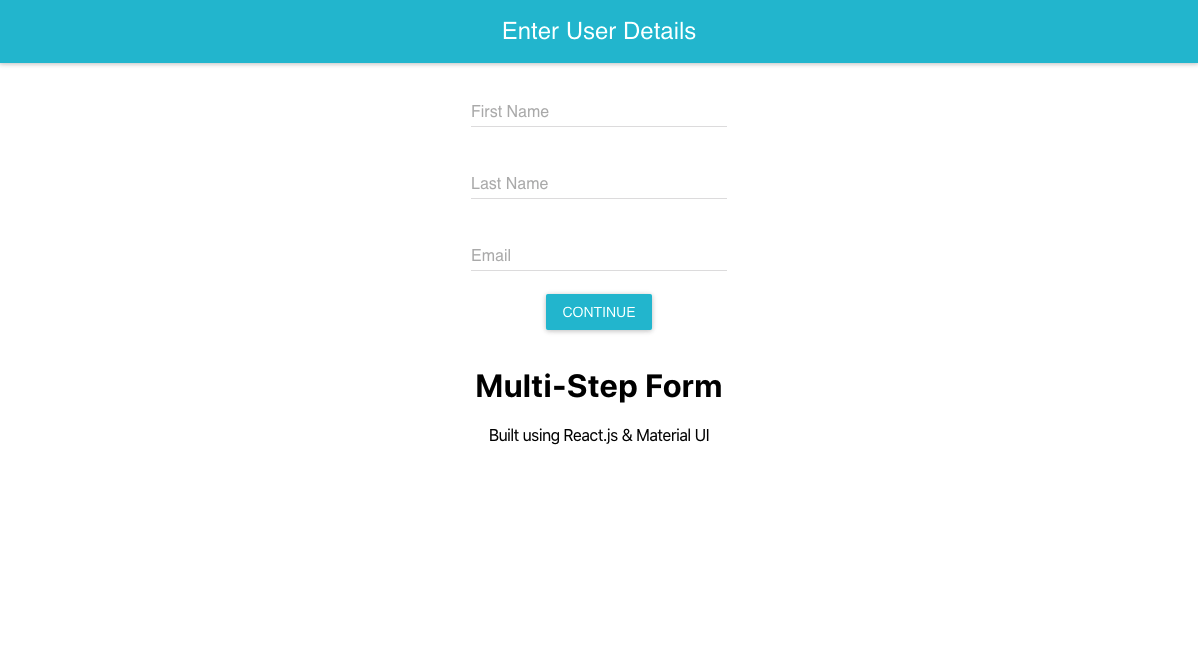 Enter User Details
First Name
Last Name
Email
CONTINUE
Multi-Step Form
Built using React.js & Material UI